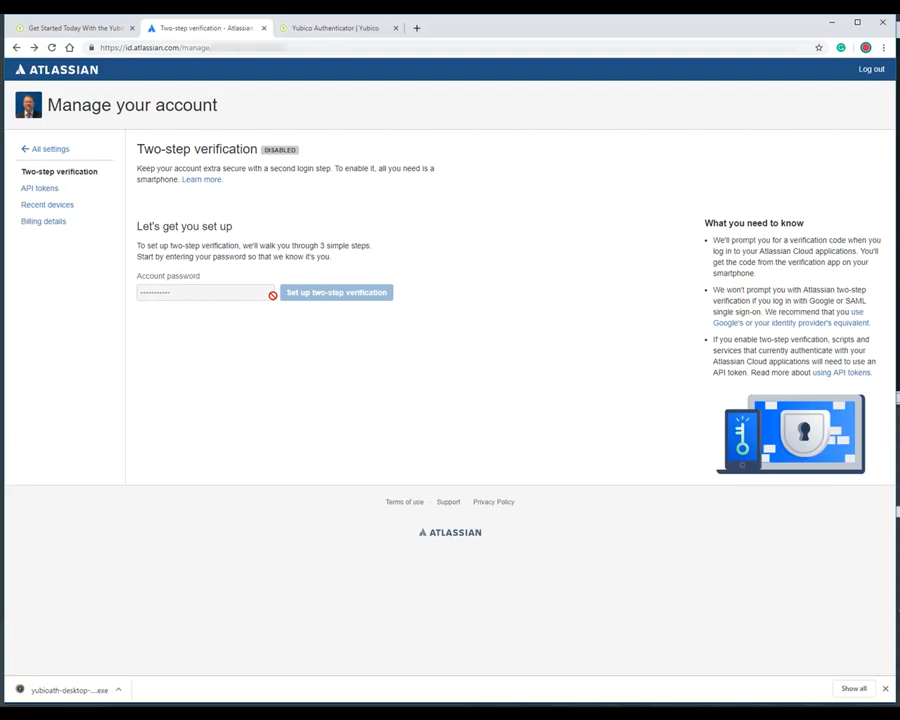 Get Started Today With the Yubi
Two-step verification - Atlassian
Yubico Authenticator | Yubico
https://id.atlassian.com/manage
ATLASSIAN
Log out
Manage your account
All settings
Two-step verification
API tokens
Recent devices
Billing details
Two-step verification DISABLED
Keep your account extra secure with a second login step. To enable it, all you need is a
smartphone. Learn more.
Let's get you set up
To set up two-step verification, we'll walk you through 3 simple steps.
Start by entering your password so that we know it's you.
Account password
Set up two-step verification
What you need to know
• We'll prompt you for a verification code when you
log in to your Atlassian Cloud applications. You'll
get the code from the verification app on your
smartphone.
• We won't prompt you with Atlassian two-step
verification if you log in with Google or SAML
single sign-on. We recommend that you use
Google's or your identity provider's equivalent.
• If you enable two-step verification, scripts and
services that currently authenticate with your
Atlassian Cloud applications will need to use an
API token. Read more about using API tokens.
Terms of use · Support · Privacy Policy
ATLASSIAN
yubioath-desktop-....exe
Show all